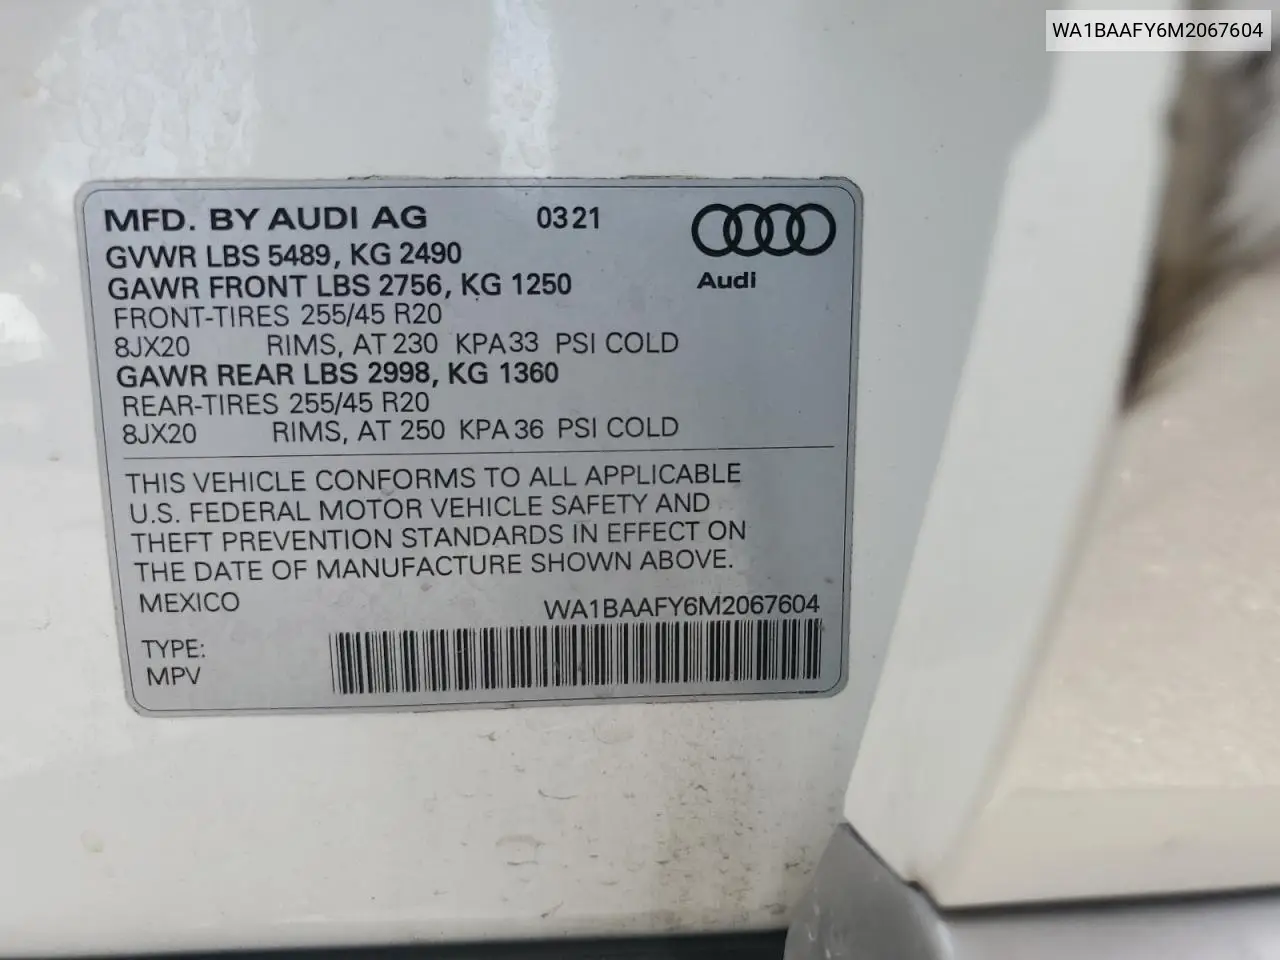 WA1BAAFY6M2067604
MFD. BY AUDI AG 0321
GVWR LBS 5489, KG 2490
GAWR FRONT LBS 2756, KG 1250
Audi
FRONT-TIRES 255/45 R20
8JX20 RIMS, AT 230 KPA 33 PSI COLD
GAWR REAR LBS 2998, KG 1360
REAR-TIRES 255/45 R20
8JX20 RIMS, AT 250 KPA 36 PSI COLD
THIS VEHICLE CONFORMS TO ALL APPLICABLE
U.S. FEDERAL MOTOR VEHICLE SAFETY AND
THEFT PREVENTION STANDARDS IN EFFECT ON
THE DATE OF MANUFACTURE SHOWN ABOVE.
MEXICO WA1BAAFY6M2067604
TYPE:
MPV